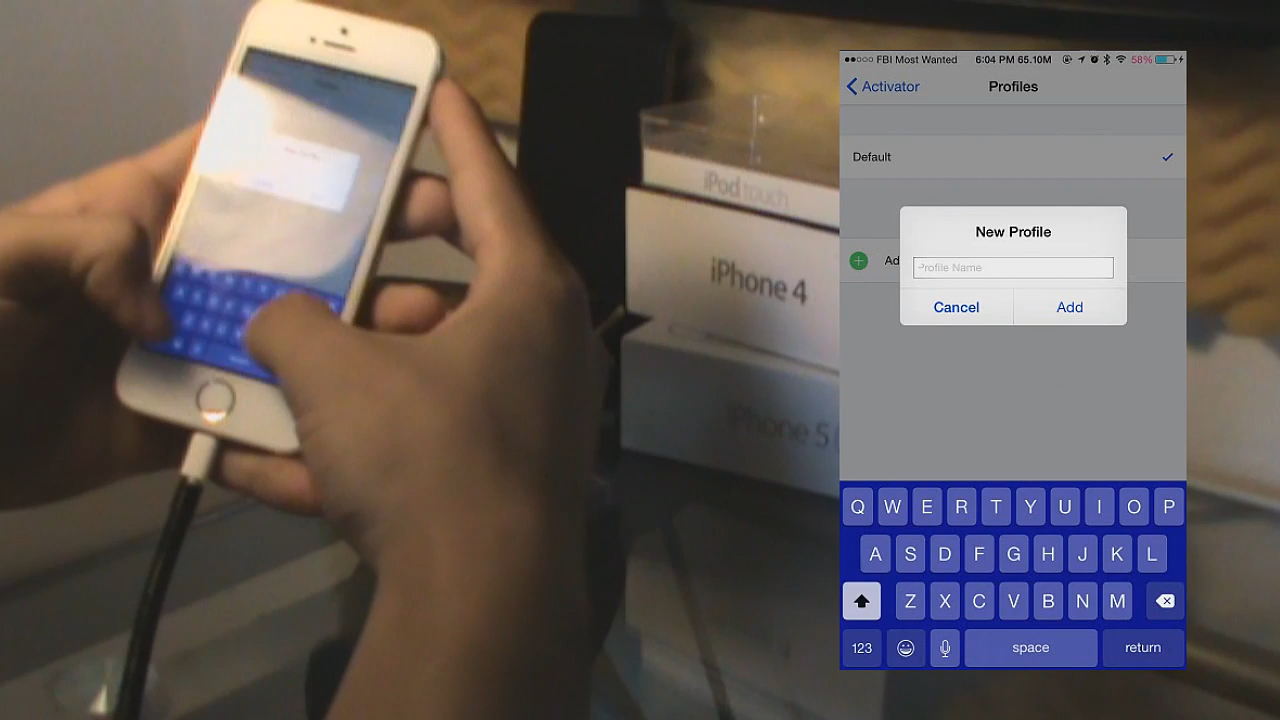 iPod touch
iPhone 4
iPhone 5
FBI Most Wanted 6:04 PM 65.10M 58%
Activator Profiles
Default
New Profile
Ad
Profile Name
Cancel Add
Q W E R T Y U I O P
A S D F G H J K L
Z X C V B N M
123 space return